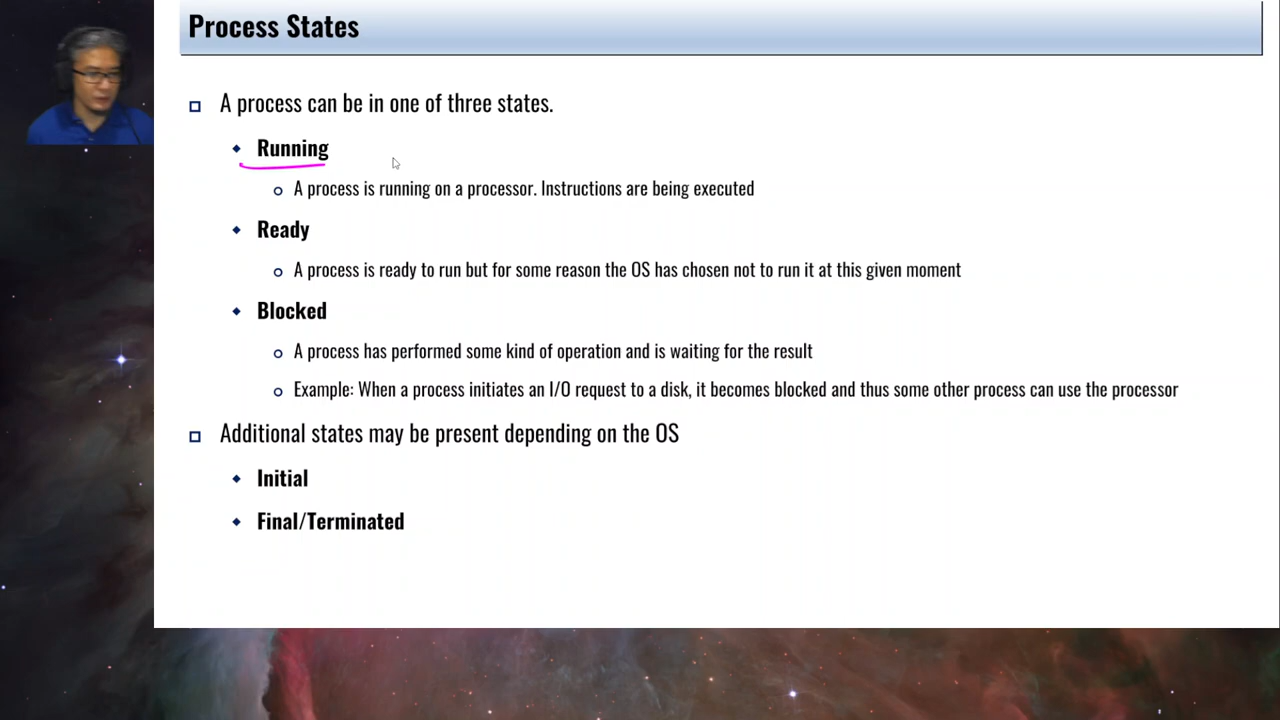 Process States
A process can be in one of three states.
Running
A process is running on a processor. Instructions are being executed
Ready
A process is ready to run but for some reason the OS has chosen not to run it at this given moment
Blocked
A process has performed some kind of operation and is waiting for the result
Example: When a process initiates an I/O request to a disk, it becomes blocked and thus some other process can use the processor
Additional states may be present depending on the OS
Initial
Final/Terminated